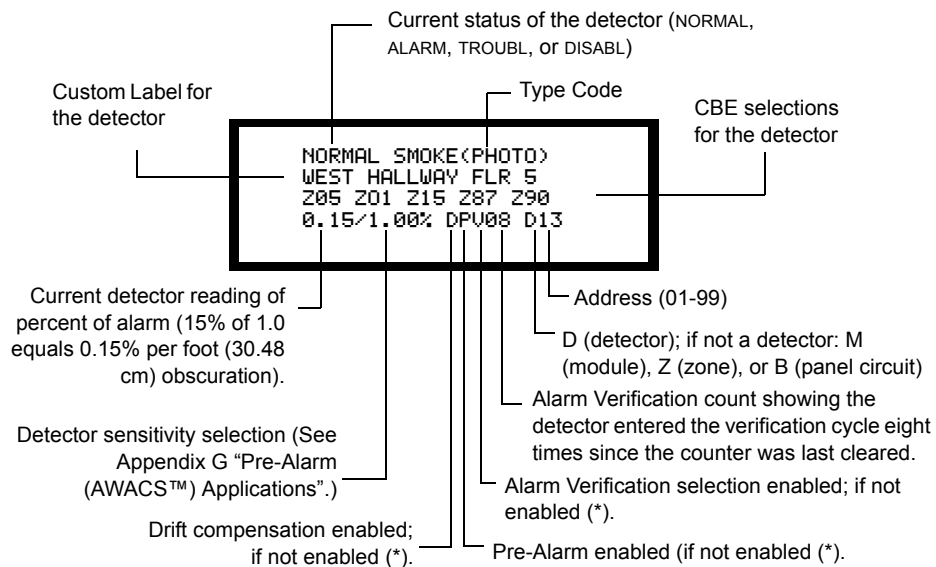 Current status of the detector (NORMAL,
ALARM, TROUBL, or DISABL)
Custom Label for
the detector
Type Code
CBE selections
for the detector
NORMAL SMOKE(PHOTO)
WEST HALLWAY FLR 5
Z05 Z01 Z15 Z87 Z90
0.15/1.00% DPV08 D13
Current detector reading of
percent of alarm (15% of 1.0
equals 0.15% per foot (30.48
cm) obscuration).
Address (01-99)
D (detector); if not a detector: M
(module), Z (zone), or B (panel circuit)
Alarm Verification count showing the
detector entered the verification cycle eight
times since the counter was last cleared.
Detector sensitivity selection (See
Appendix G “Pre-Alarm
(AWACS™) Applications”.)
Alarm Verification selection enabled; if not
enabled (*).
Drift compensation enabled;
if not enabled (*).
Pre-Alarm enabled (if not enabled (*).